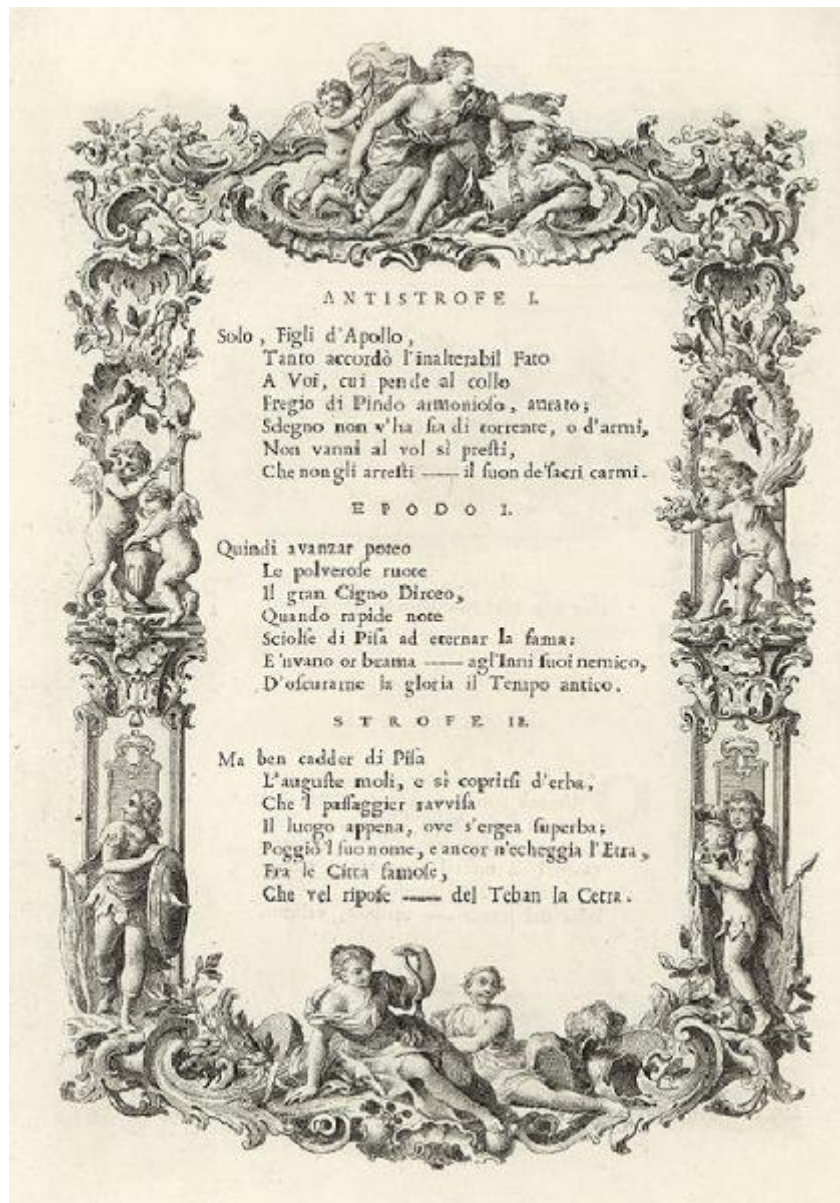 ANTISTROFE I.
Solo, Figli d'Apollo,
Tanto accordò l'inalterabil Fato
A Voi, cui pende al collo
Fregio di Pindo armonioſo, aurato;
Sdegno non v'ha ſia di torrente, o d'armi,
Non vanni al vol sì preſti,
Che non gli arreſti —— il ſuon de' ſacri carmi.
EPODO I.
Quindi avanzar poteo
Le polveroſe ruote
Il gran Cigno Dirceo,
Quando rapide note
Sciolſe di Piſa ad eternar la fama;
E 'nvano or brama —— agl'Inni ſuoi nemico,
D'oſcurarne la gloria il Tempo antico.
STROFE II.
Ma ben cadder di Piſa
L'auguſte moli, e sì coprirſi d'erba,
Che 'l paſſaggier ravviſa
Il luogo appena, ove s'ergea ſuperba;
Poggiò 'l ſuo nome, e ancor n'echeggia l'Etra,
Fra le Città famoſe,
Che vel ripoſe —— del Teban la Cetra.